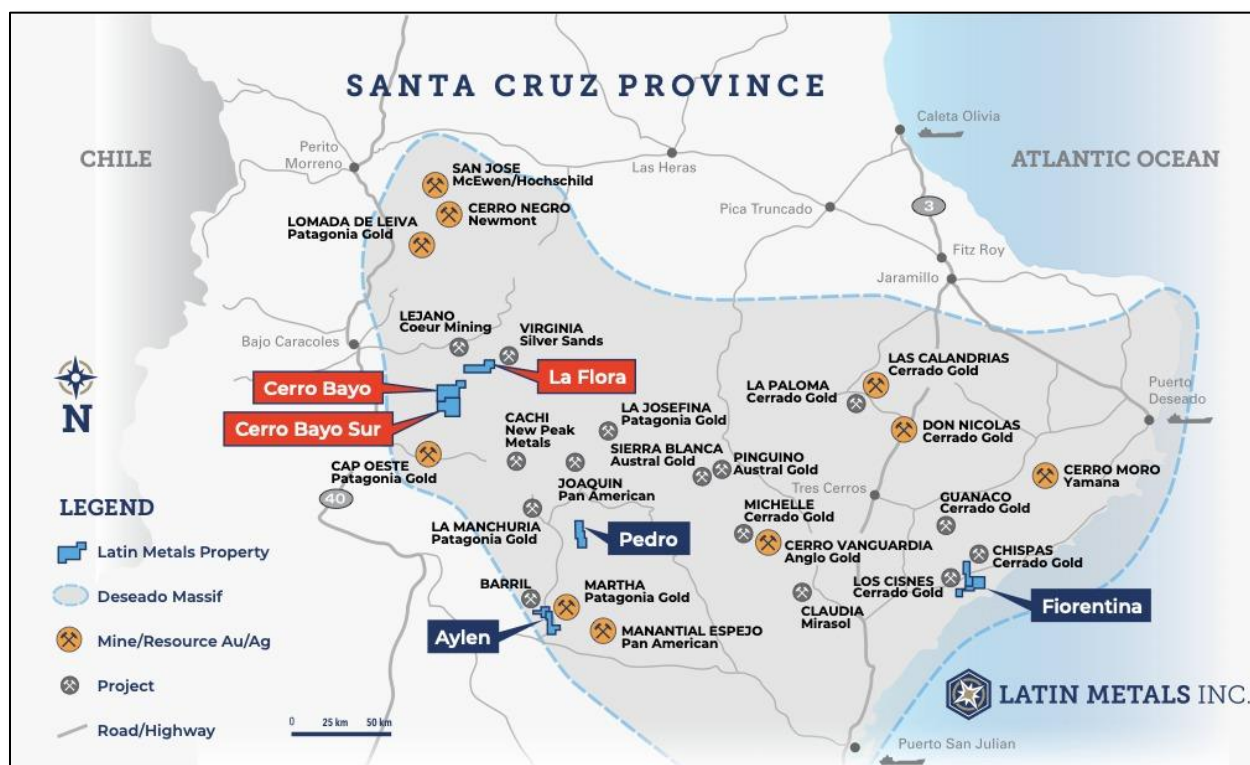 SANTA CRUZ PROVINCE
CHILE
ATLANTIC OCEAN
Caleta Olivia
Perito
Moreno
Las Heras
SAN JOSE
McEwen/Hochschild
CERRO NEGRO
Newmont
LOMADA DE LEIVA
Patagonia Gold
Pica Truncado
3
Fitz Roy
Jaramillo
LEJANO
Coeur Mining
VIRGINIA
Silver Sands
Bajo Caracoles
La Flora
Cerro Bayo
Cerro Bayo Sur
N
LAS CALANDRIAS
Cerrado Gold
LA PALOMA
Cerrado Gold
Puerto
Deseado
DON NICOLAS
Cerrado Gold
LA JOSEFINA
Patagonia Gold
CACHI
New Peak
Metals
SIERRA BLANCA
Austral Gold
PINGUINO
Austral Gold
CAP OESTE
Patagonia Gold
40
JOAQUIN
Pan American
CERRO MORO
Yamana
Tres Cerros
GUANACO
Cerrado Gold
MICHELLE
Cerrado Gold
LA MANCHURIA
Patagonia Gold
Pedro
CERRO VANGUARDIA
Anglo Gold
CHISPAS
Cerrado Gold
LOS CISNES
Cerrado Gold
Fiorentina
BARRIL
MARTHA
Patagonia Gold
CLAUDIA
Mirasol
Aylen
MANANTIAL ESPEJO
Pan American
LEGEND
Latin Metals Property
Deseado Massif
Mine/Resource Au/Ag
Project
Road/Highway
0 25 km 50 km
LATIN METALS INC.
Puerto San Julian